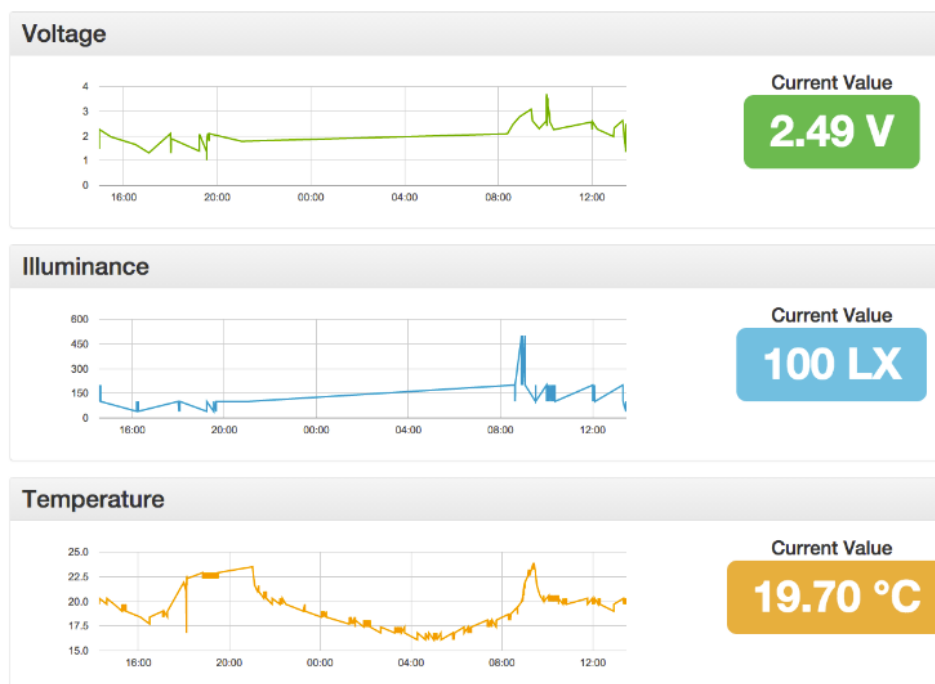 Voltage
Current Value
2.49 V
4
3
2
1
0
16:00 20:00 00:00 04:00 08:00 12:00
Illuminance
Current Value
100 LX
600
450
300
150
0
16:00 20:00 00:00 04:00 08:00 12:00
Temperature
Current Value
19.70 °C
25.0
22.5
20.0
17.5
15.0
16:00 20:00 00:00 04:00 08:00 12:00